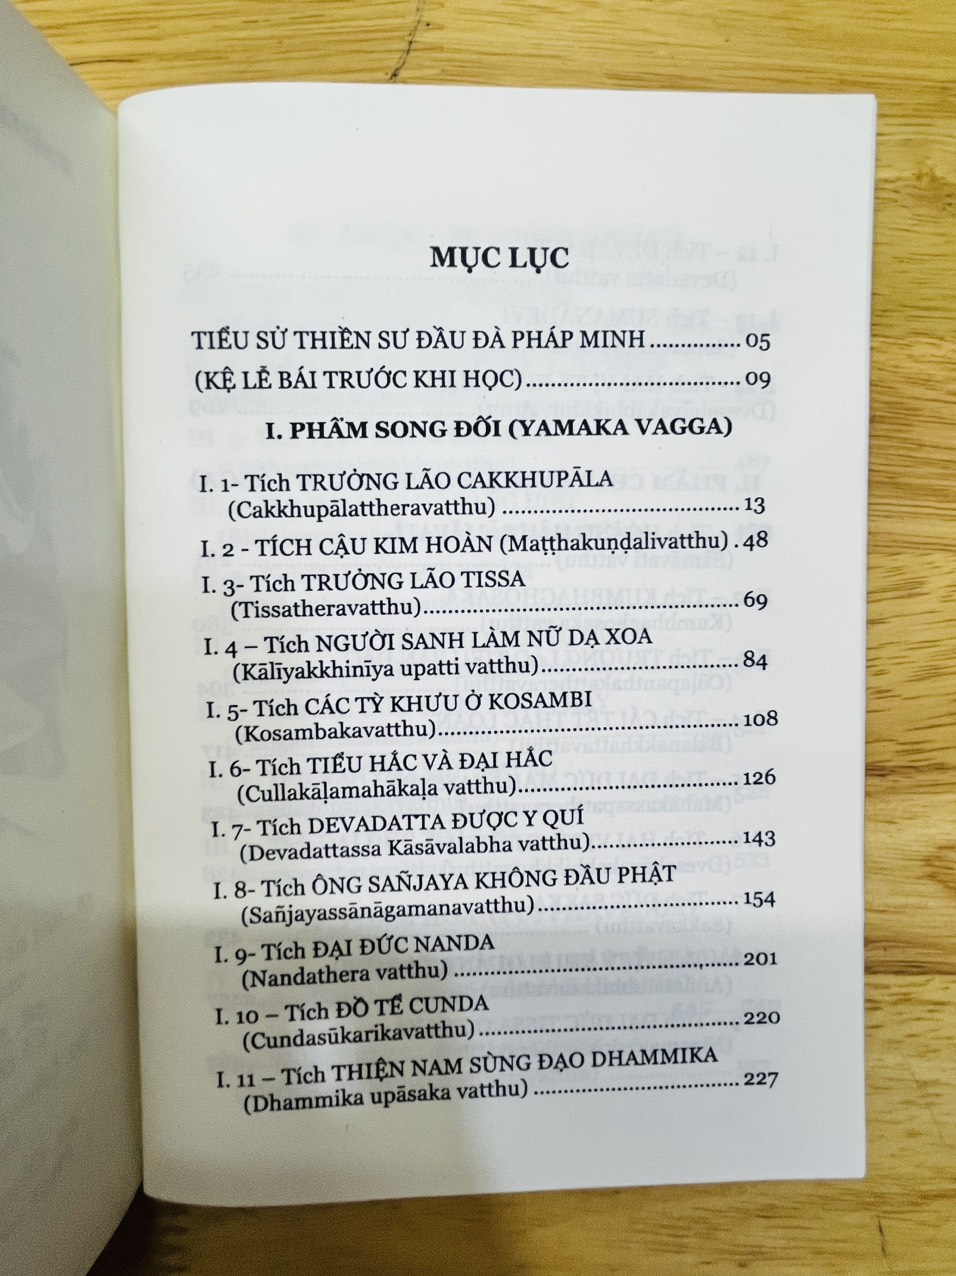 MỤC LỤC
TIỂU SỬ THIỀN SƯ ĐẦU ĐÀ PHÁP MINH ............... 05
(KỆ LỄ BÁI TRƯỚC KHI HỌC) ................................... 09
I. PHẨM SONG ĐỐI (YAMAKA VAGGA)
I. 1- Tích TRƯỞNG LÃO CAKKHUPĀLA
(Cakkhupālattheravatthu) ...................................... 13
I. 2 - TÍCH CẬU KIM HOÀN (Maṭṭhakuṇḍalivatthu) . 48
I. 3- Tích TRƯỞNG LÃO TISSA
(Tissatheravatthu) .................................................. 69
I. 4 – Tích NGƯỜI SANH LÀM NỮ DẠ XOA
(Kālīyakkhinīya upatti vatthu) ................................ 84
I. 5- Tích CÁC TỲ KHƯU Ở KOSAMBI
(Kosambakavatthu) ................................................ 108
I. 6- Tích TIỂU HẮC VÀ ĐẠI HẮC
(Cullakāḷamahākaḷa vatthu) .................................... 126
I. 7- Tích DEVADATTA ĐƯỢC Y QUÍ
(Devadattassa Kāsāvalabha vatthu) ........................ 143
I. 8- Tích ÔNG SAÑJAYA KHÔNG ĐẦU PHẬT
(Sañjayassānāgamanavatthu) ................................. 154
I. 9- Tích ĐẠI ĐỨC NANDA
(Nandathera vatthu) .............................................. 201
I. 10 – Tích ĐỒ TỂ CUNDA
(Cundasūkarikavatthu) .......................................... 220
I. 11 – Tích THIỆN NAM SÙNG ĐẠO DHAMMIKA
(Dhammika upāsaka vatthu) .................................. 227